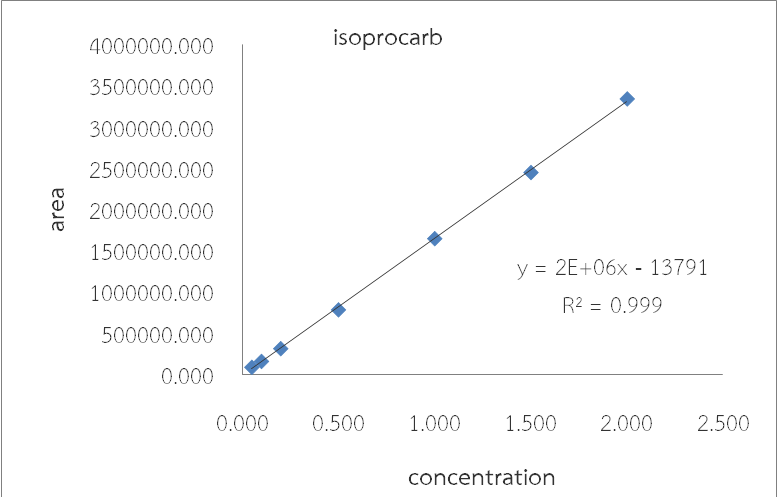 isoprocarb
4000000.000
3500000.000
3000000.000
2500000.000
2000000.000
1500000.000
1000000.000
500000.000
0.000
area
y = 2E+06x - 13791
R² = 0.999
0.000 0.500 1.000 1.500 2.000 2.500
concentration